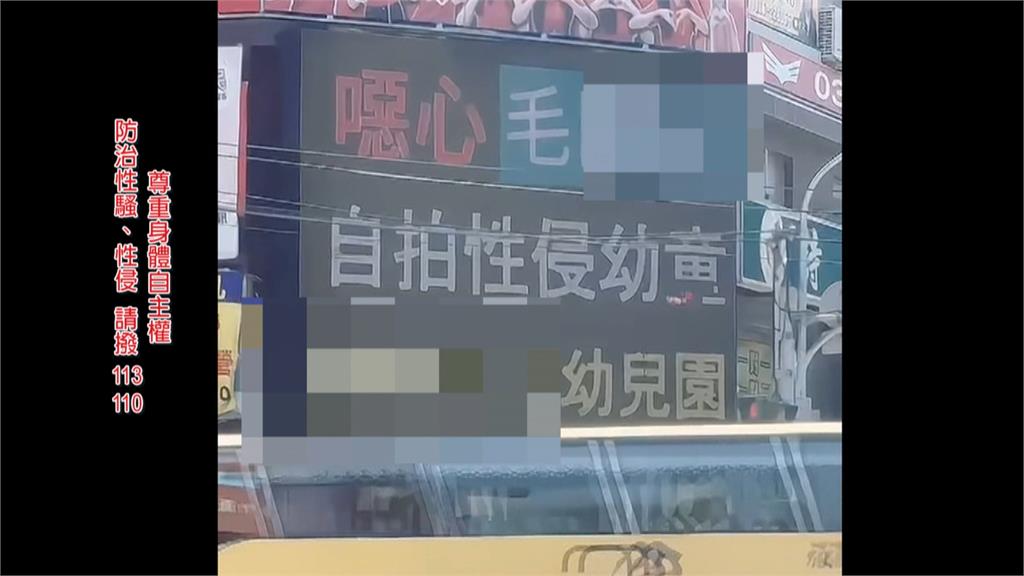 尊重身體自主權
防治性騷、性侵 請撥 113
110
噁心毛
自拍性侵幼童
幼兒園
03